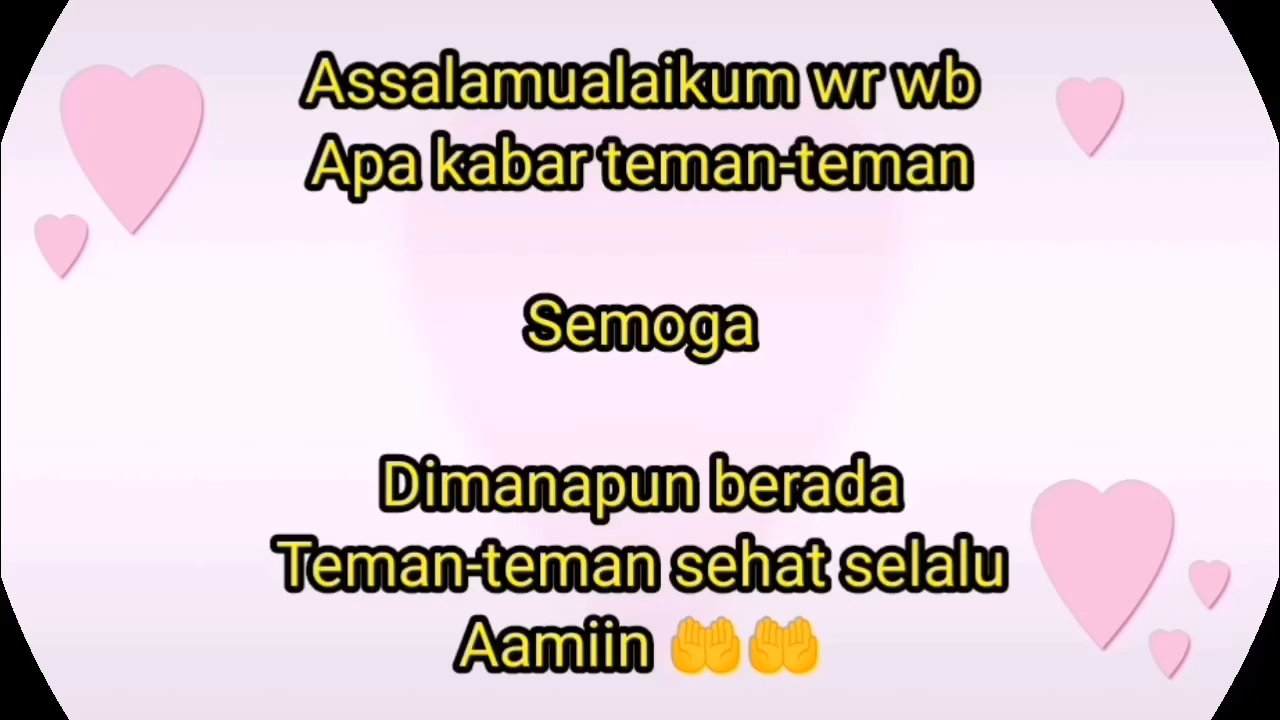 Assalamualaikum wr wb
Apa kabar teman-teman
Semoga
Dimanapun berada
Teman-teman sehat selalu
Aamiin 🤲🤲